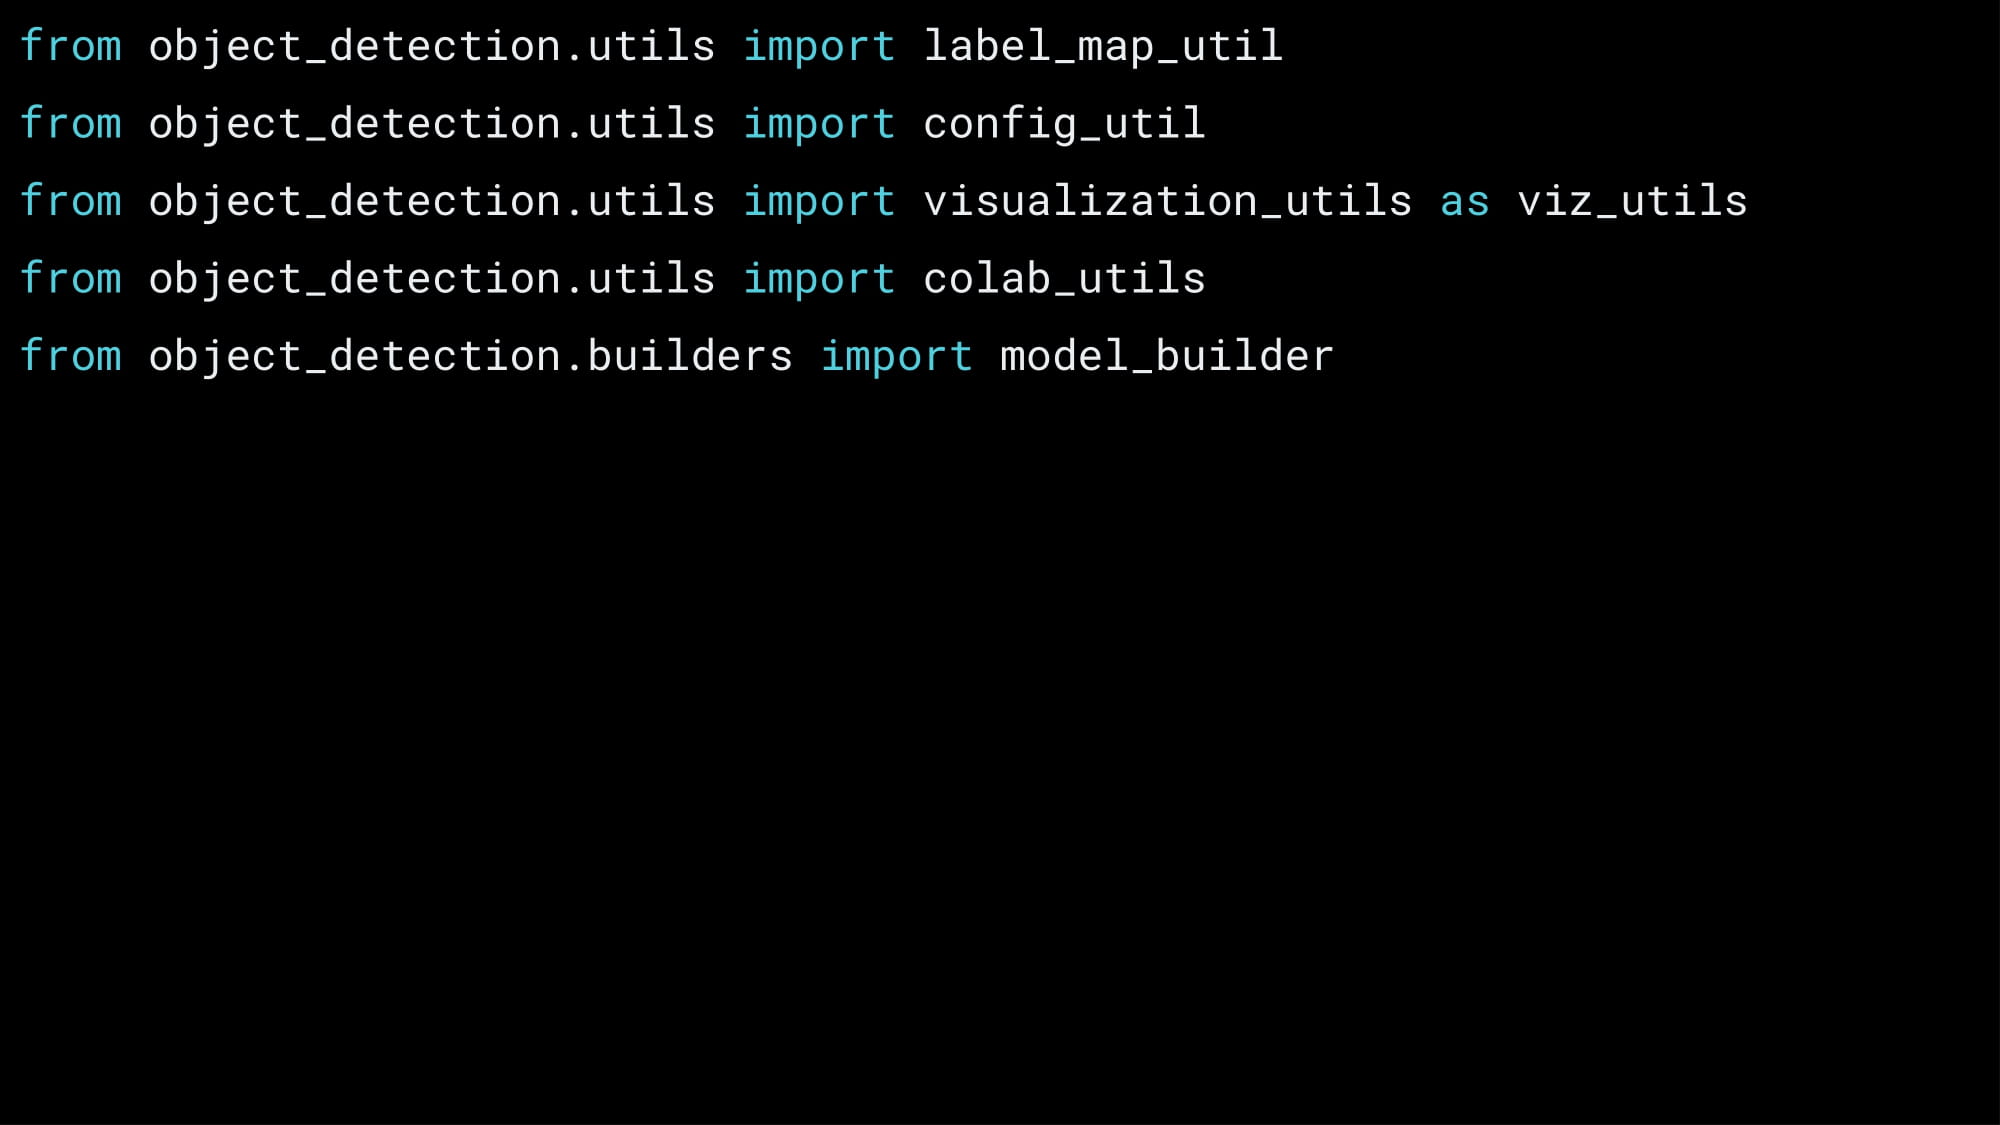 from object_detection.utils import label_map_util
from object_detection.utils import config_util
from object_detection.utils import visualization_utils as viz_utils
from object_detection.utils import colab_utils
from object_detection.builders import model_builder